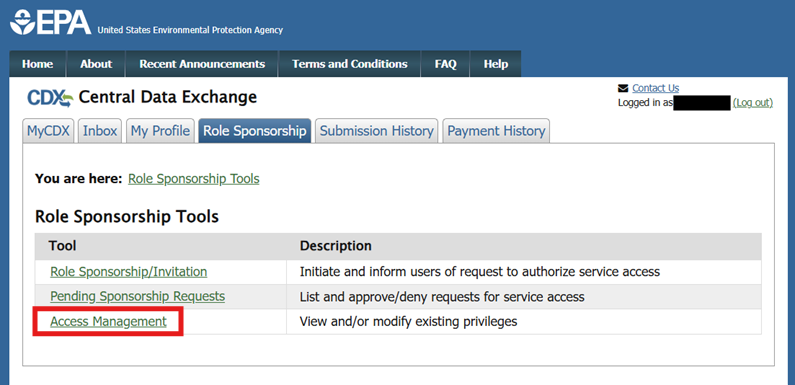 EPA United States Environmental Protection Agency
Home About Recent Announcements Terms and Conditions FAQ Help
CDX Central Data Exchange
Contact Us
Logged in as (Log out)
MyCDX Inbox My Profile Role Sponsorship Submission History Payment History
You are here: Role Sponsorship Tools
Role Sponsorship Tools
Tool Description
Role Sponsorship/Invitation Initiate and inform users of request to authorize service access
Pending Sponsorship Requests List and approve/deny requests for service access
Access Management View and/or modify existing privileges